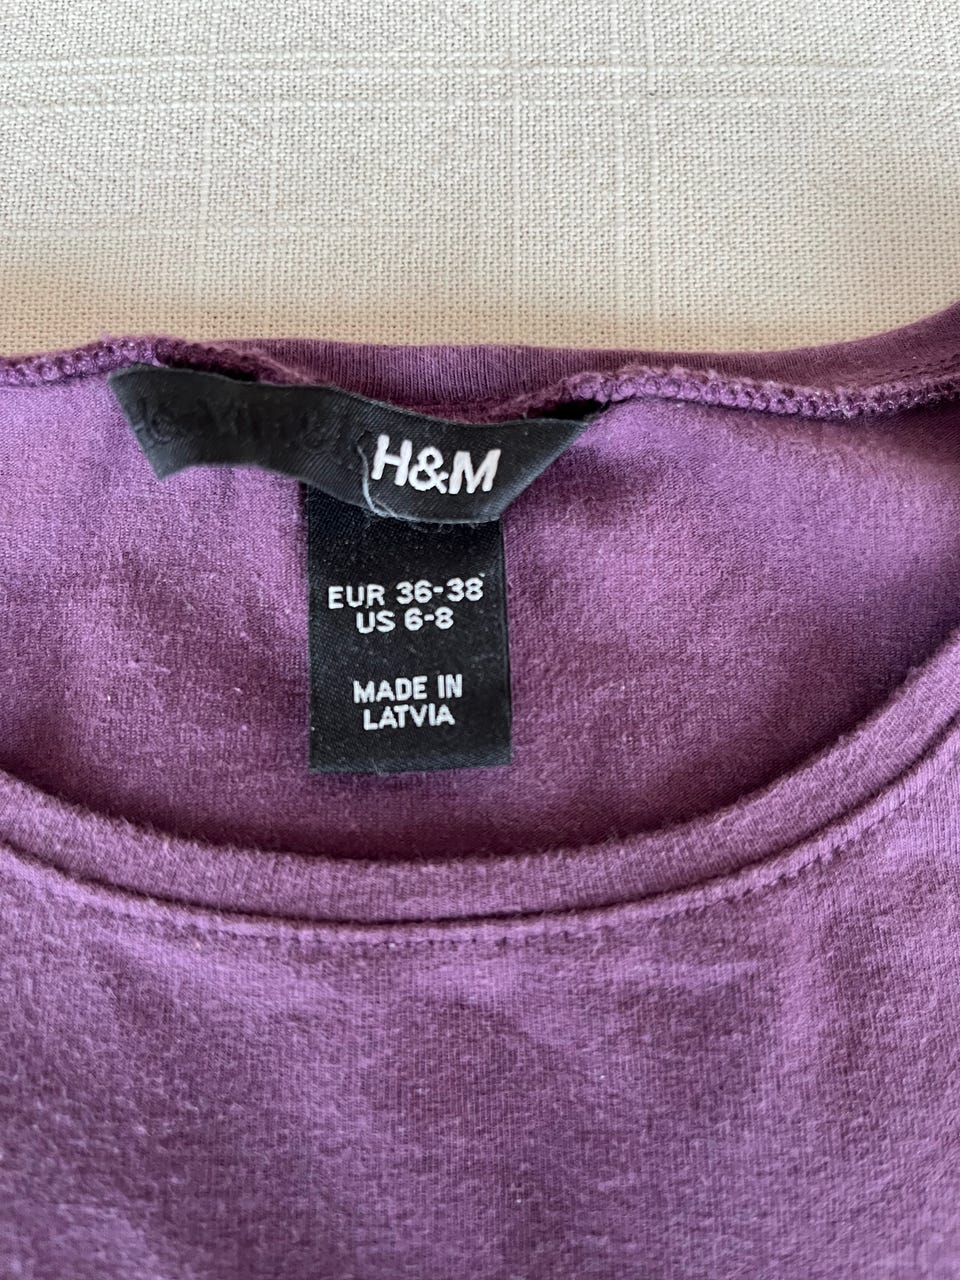 H&M
EUR 36-38
US 6-8
MADE IN
LATVIA